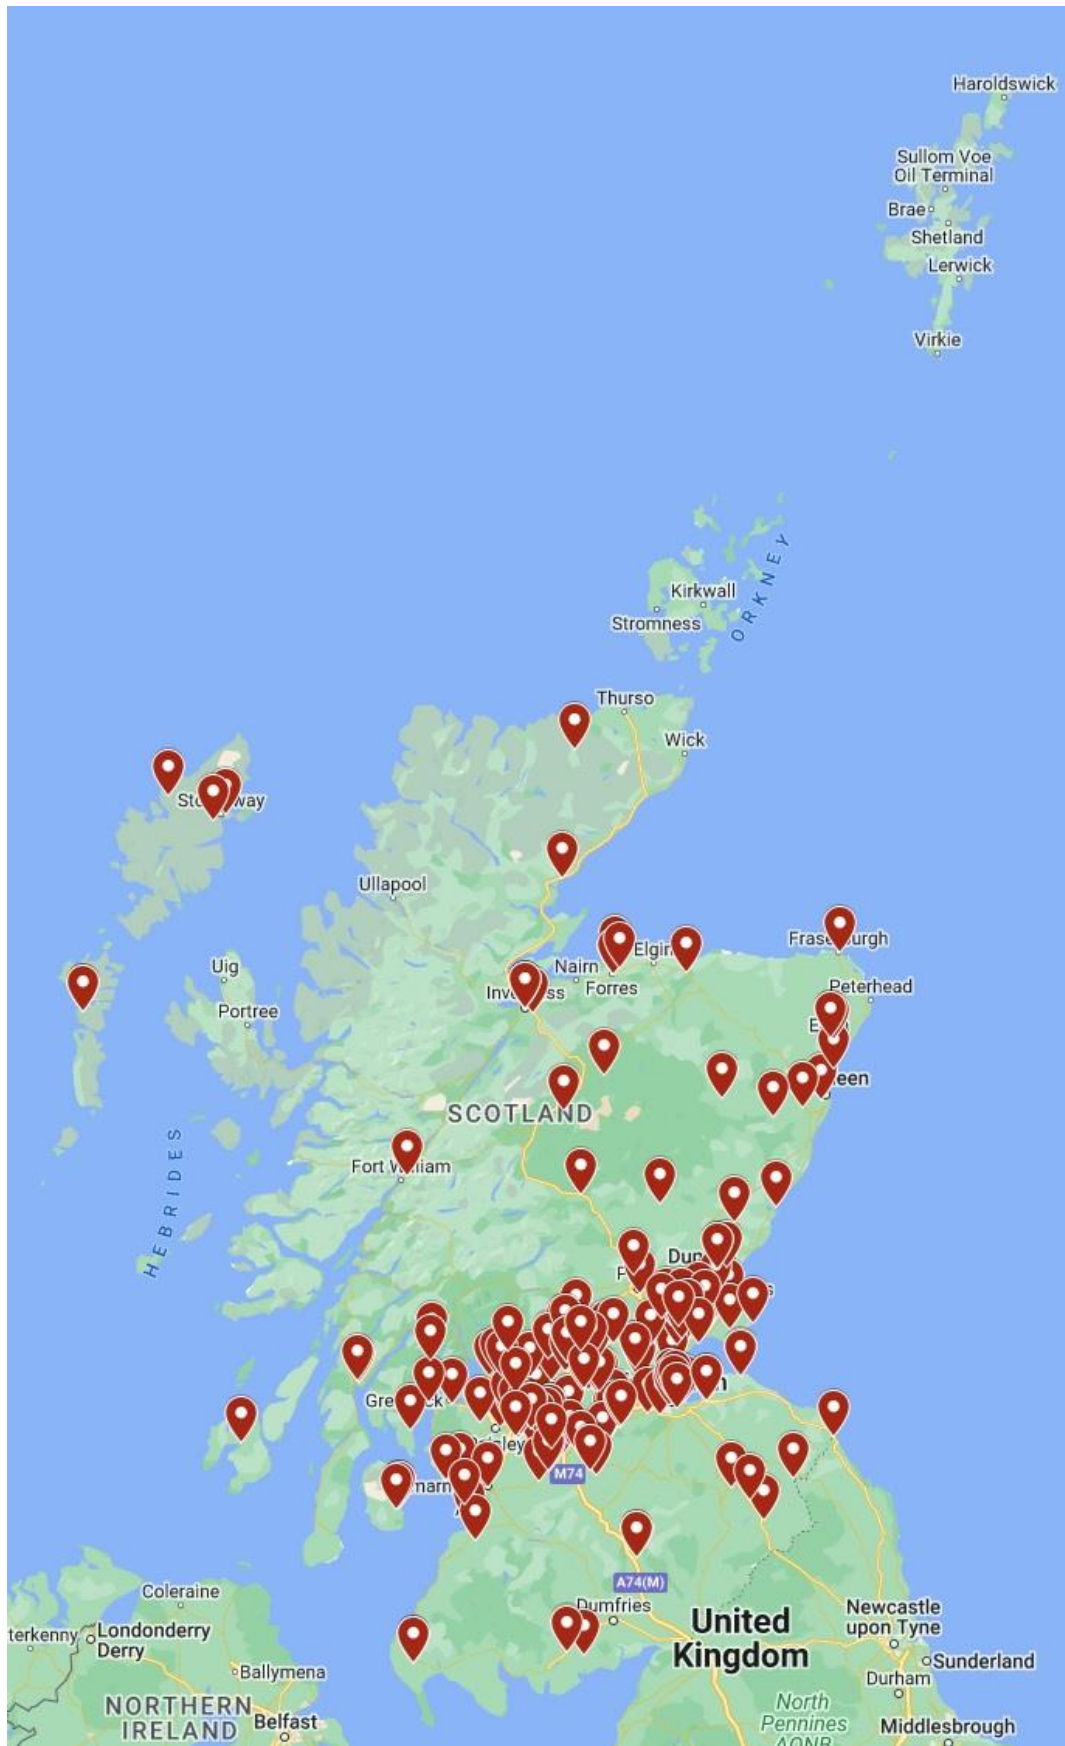 Haroldswick
Sullom Voe
Oil Terminal
Brae
Shetland
Lerwick
Virkie
ORKNEY
Kirkwall
Stromness
Thurso
Wick
Ullapool
Uig
Portree
Nairn
Forres
Peterhead
SCOTLAND
HEBRIDES
M74
A74(M)
Dumfries
United
Kingdom
Newcastle
upon Tyne
Sunderland
Durham
North
Pennines
AONB
Middlesbrough
Coleraine
Londonderry
Derry
Ballymena
NORTHERN
IRELAND
Belfast